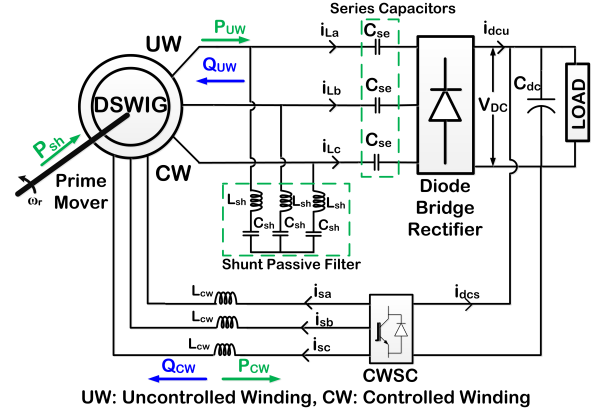 Series Capacitors
P_UW
UW
i_La
C_se
i_dcu
Q_UW
DSWIG
i_Lb
C_se
V_DC
C_dc
LOAD
P_sh
CW
i_Lc
C_se
ω_r
Prime
Mover
L_sh
L_sh
L_sh
C_sh
C_sh
C_sh
Diode
Bridge
Rectifier
Shunt Passive Filter
L_cw
i_sa
i_dcs
L_cw
i_sb
L_cw
i_sc
Q_CW
P_CW
CWSC
UW: Uncontrolled Winding, CW: Controlled Winding